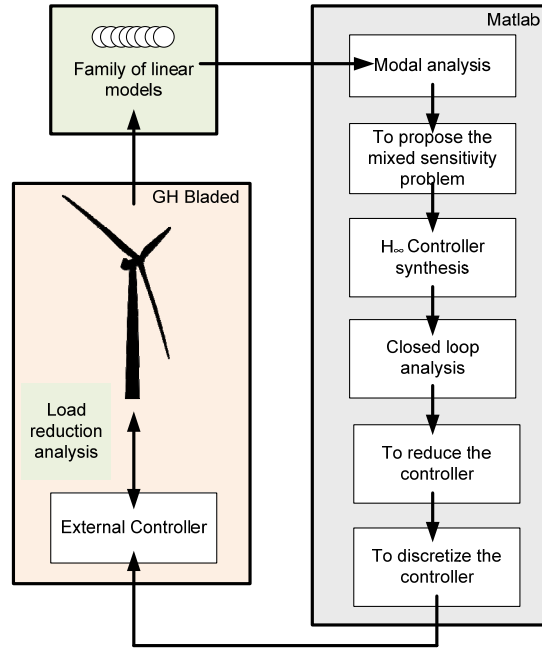 Family of linear
models
GH Bladed
Load
reduction
analysis
External Controller
Matlab
Modal analysis
To propose the
mixed sensitivity
problem
H∞ Controller
synthesis
Closed loop
analysis
To reduce the
controller
To discretize the
controller